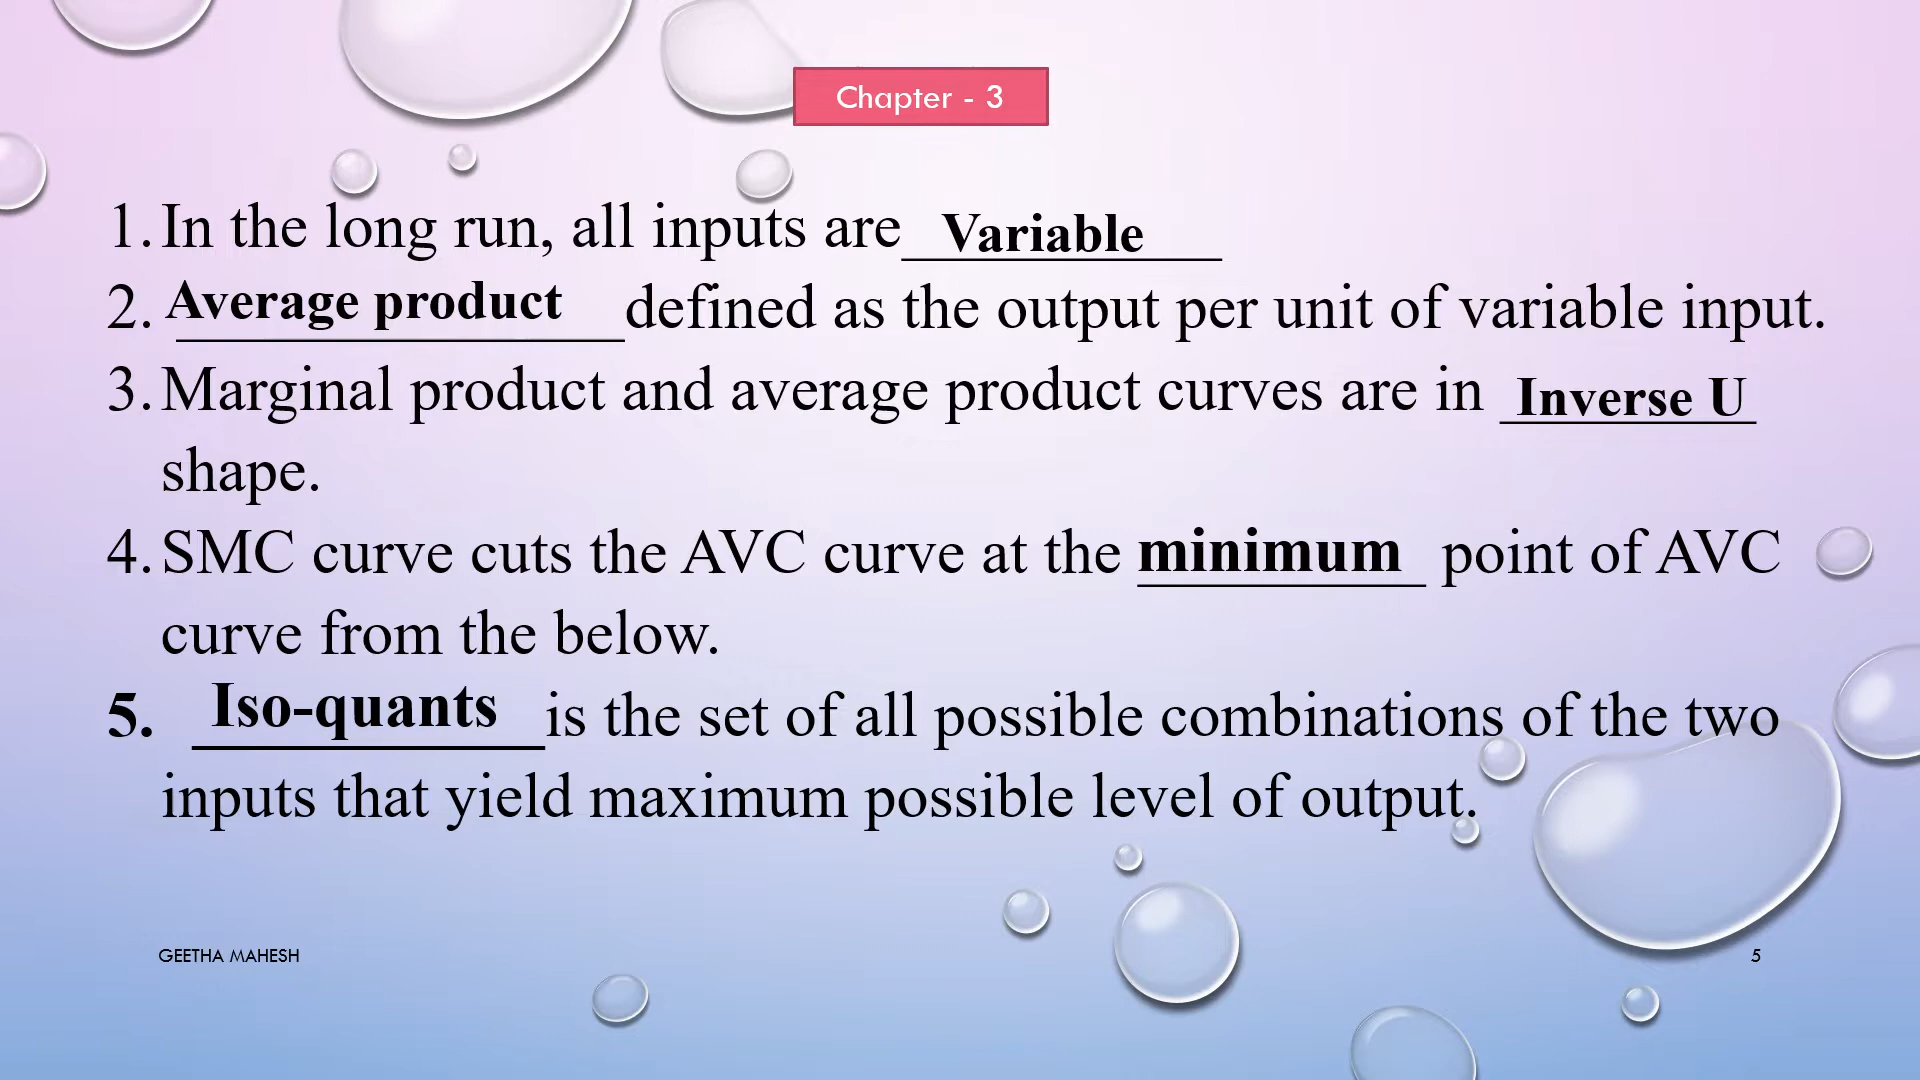 Chapter - 3
1. In the long run, all inputs are Variable
2. Average product defined as the output per unit of variable input.
3. Marginal product and average product curves are in Inverse U
shape.
4. SMC curve cuts the AVC curve at the minimum point of AVC
curve from the below.
5. Iso-quants is the set of all possible combinations of the two
inputs that yield maximum possible level of output.
GEETHA MAHESH
5